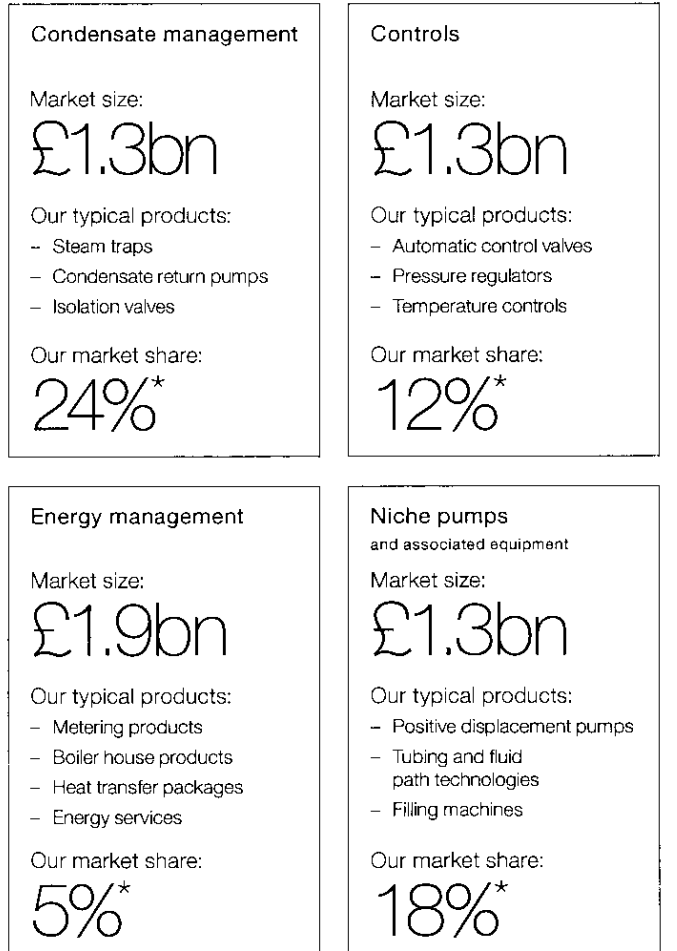 Condensate management
Market size:
£1.3bn
Our typical products:
– Steam traps
– Condensate return pumps
– Isolation valves
Our market share:
24%*
Controls
Market size:
£1.3bn
Our typical products:
– Automatic control valves
– Pressure regulators
– Temperature controls
Our market share:
12%*
Energy management
Market size:
£1.9bn
Our typical products:
– Metering products
– Boiler house products
– Heat transfer packages
– Energy services
Our market share:
5%*
Niche pumps
and associated equipment
Market size:
£1.3bn
Our typical products:
– Positive displacement pumps
– Tubing and fluid
path technologies
– Filling machines
Our market share:
18%*